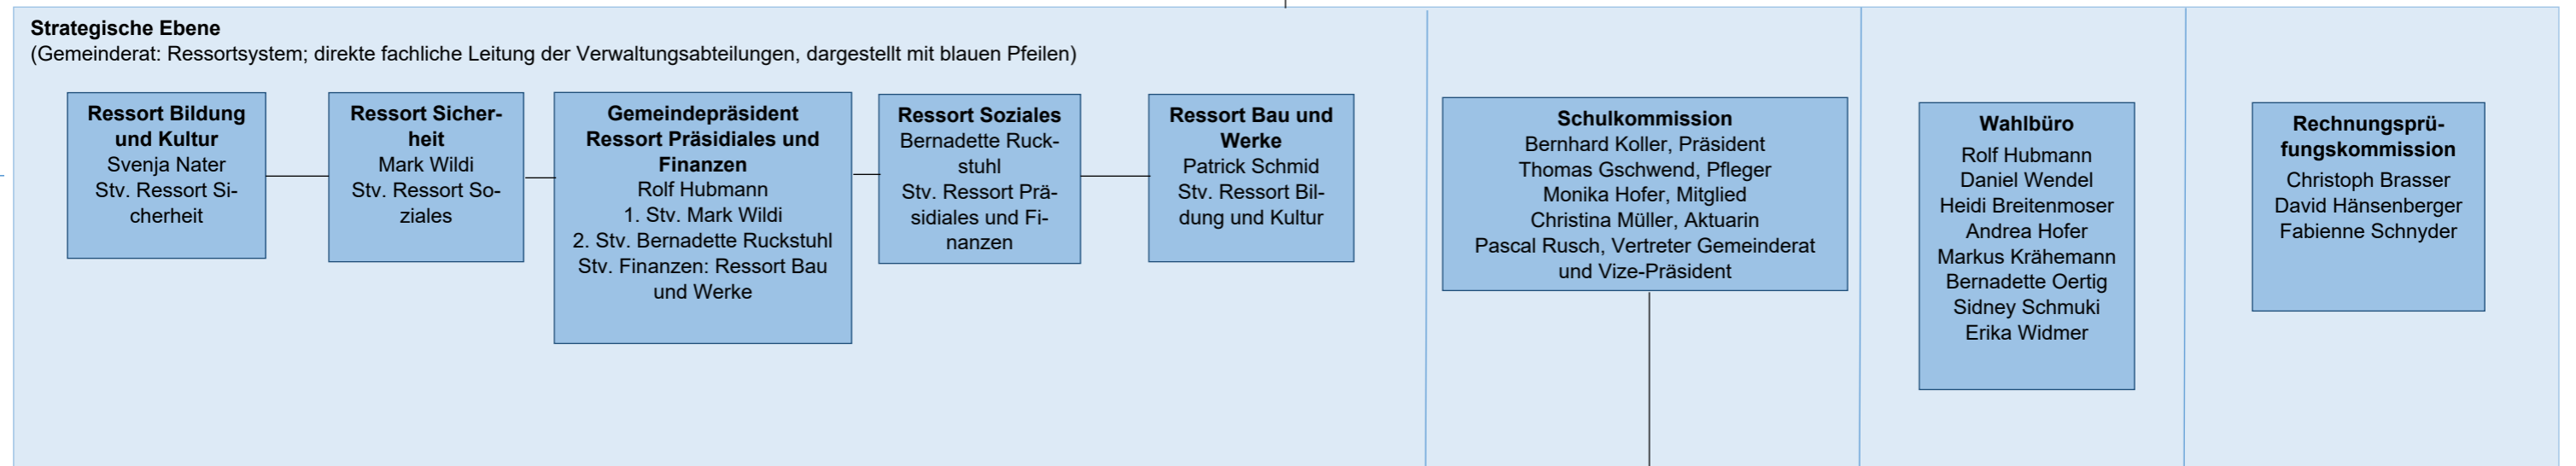 Strategische Ebene
(Gemeinderat: Ressortsystem; direkte fachliche Leitung der Verwaltungsabteilungen, dargestellt mit blauen Pfeilen)
Ressort Bildung
und Kultur
Svenja Nater
Stv. Ressort Si-
cherheit
Ressort Sicher-
heit
Mark Wildi
Stv. Ressort So-
ziales
Gemeindepräsident
Ressort Präsidiales und
Finanzen
Rolf Hubmann
1. Stv. Mark Wildi
2. Stv. Bernadette Ruckstuhl
Stv. Finanzen: Ressort Bau
und Werke
Ressort Soziales
Bernadette Ruck-
stuhl
Stv. Ressort Prä-
sidiales und Fi-
nanzen
Ressort Bau und
Werke
Patrick Schmid
Stv. Ressort Bil-
dung und Kultur
Schulkommission
Bernhard Koller, Präsident
Thomas Gschwend, Pfleger
Monika Hofer, Mitglied
Christina Müller, Aktuarin
Pascal Rusch, Vertreter Gemeinderat
und Vize-Präsident
Wahlbüro
Rolf Hubmann
Daniel Wendel
Heidi Breitenmoser
Andrea Hofer
Markus Krähemann
Bernadette Oertig
Sidney Schmuki
Erika Widmer
Rechnungsprü-
fungskommission
Christoph Brasser
David Hänsenberger
Fabienne Schnyder